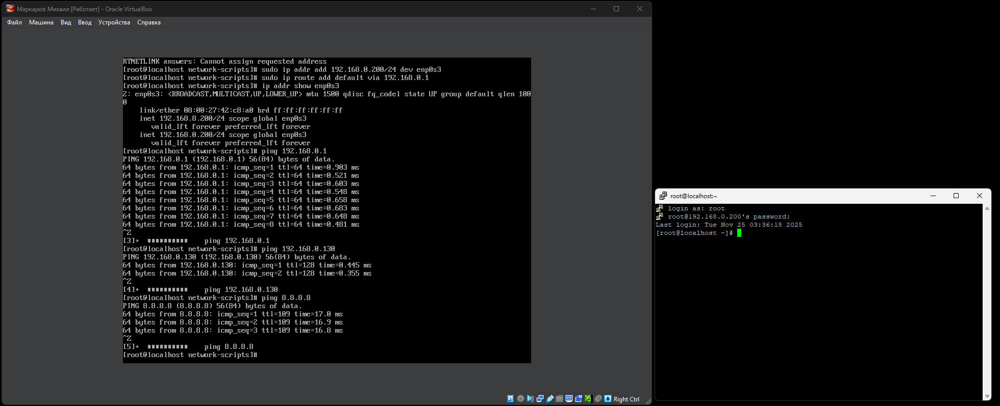 Маркаров Михаил [Работает] - Oracle VirtualBox
Файл Машина Вид Ввод Устройства Справка
RTNETLINK answers: Cannot assign requested address
[root@localhost network-scripts]# sudo ip addr add 192.168.0.200/24 dev enp0s3
[root@localhost network-scripts]# sudo ip route add default via 192.168.0.1
[root@localhost network-scripts]# ip addr show enp0s3
2: enp0s3: <BROADCAST,MULTICAST,UP,LOWER_UP> mtu 1500 qdisc fq_codel state UP group default qlen 100
0
link/ether 08:00:27:42:c8:a0 brd ff:ff:ff:ff:ff:ff
inet 192.168.8.200/24 scope global enp0s3
valid_lft forever preferred_lft forever
inet 192.168.0.200/24 scope global enp0s3
valid_lft forever preferred_lft forever
[root@localhost network-scripts]# ping 192.168.0.1
PING 192.168.0.1 (192.168.0.1) 56(84) bytes of data.
64 bytes from 192.168.0.1: icmp_seq=1 ttl=64 time=0.903 ms
64 bytes from 192.168.0.1: icmp_seq=2 ttl=64 time=0.521 ms
64 bytes from 192.168.0.1: icmp_seq=3 ttl=64 time=0.603 ms
64 bytes from 192.168.0.1: icmp_seq=4 ttl=64 time=0.548 ms
64 bytes from 192.168.0.1: icmp_seq=5 ttl=64 time=0.658 ms
64 bytes from 192.168.0.1: icmp_seq=6 ttl=64 time=0.683 ms
64 bytes from 192.168.0.1: icmp_seq=7 ttl=64 time=0.648 ms
64 bytes from 192.168.0.1: icmp_seq=8 ttl=64 time=0.481 ms
^Z
[3]+ ■■■■■■■■■■ ping 192.168.0.1
[root@localhost network-scripts]# ping 192.168.0.130
PING 192.168.0.130 (192.168.0.130) 56(84) bytes of data.
64 bytes from 192.168.0.130: icmp_seq=1 ttl=128 time=0.445 ms
64 bytes from 192.168.0.130: icmp_seq=2 ttl=128 time=0.355 ms
^Z
[4]+ ■■■■■■■■■■ ping 192.168.0.130
[root@localhost network-scripts]# ping 8.8.8.8
PING 8.8.8.8 (8.8.8.8) 56(84) bytes of data.
64 bytes from 8.8.8.8: icmp_seq=1 ttl=109 time=17.0 ms
64 bytes from 8.8.8.8: icmp_seq=2 ttl=109 time=16.9 ms
64 bytes from 8.8.8.8: icmp_seq=3 ttl=109 time=16.8 ms
^Z
[5]+ ■■■■■■■■■■ ping 8.8.8.8
[root@localhost network-scripts]#
Right Ctrl
root@localhost:~
login as: root
root@192.168.0.200's password:
Last login: Tue Nov 25 03:36:18 2025
[root@localhost ~]#